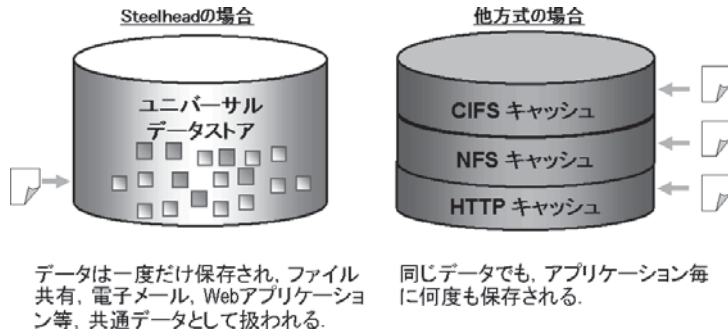 Steelheadの場合
ユニバーサル
データストア
データは一度だけ保存され，ファイル
共有，電子メール，Webアプリケーショ
ン等，共通データとして扱われる．
他方式の場合
CIFS キャッシュ
NFS キャッシュ
HTTP キャッシュ
同じデータでも，アプリケーション毎
に何度も保存される．